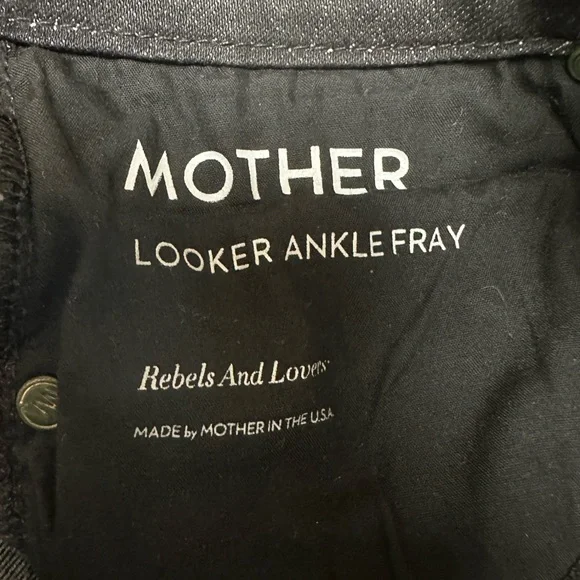 MOTHER
LOOKER ANKLE FRAY
Rebels And Lovers
MADE by MOTHER IN THE U.S.A.